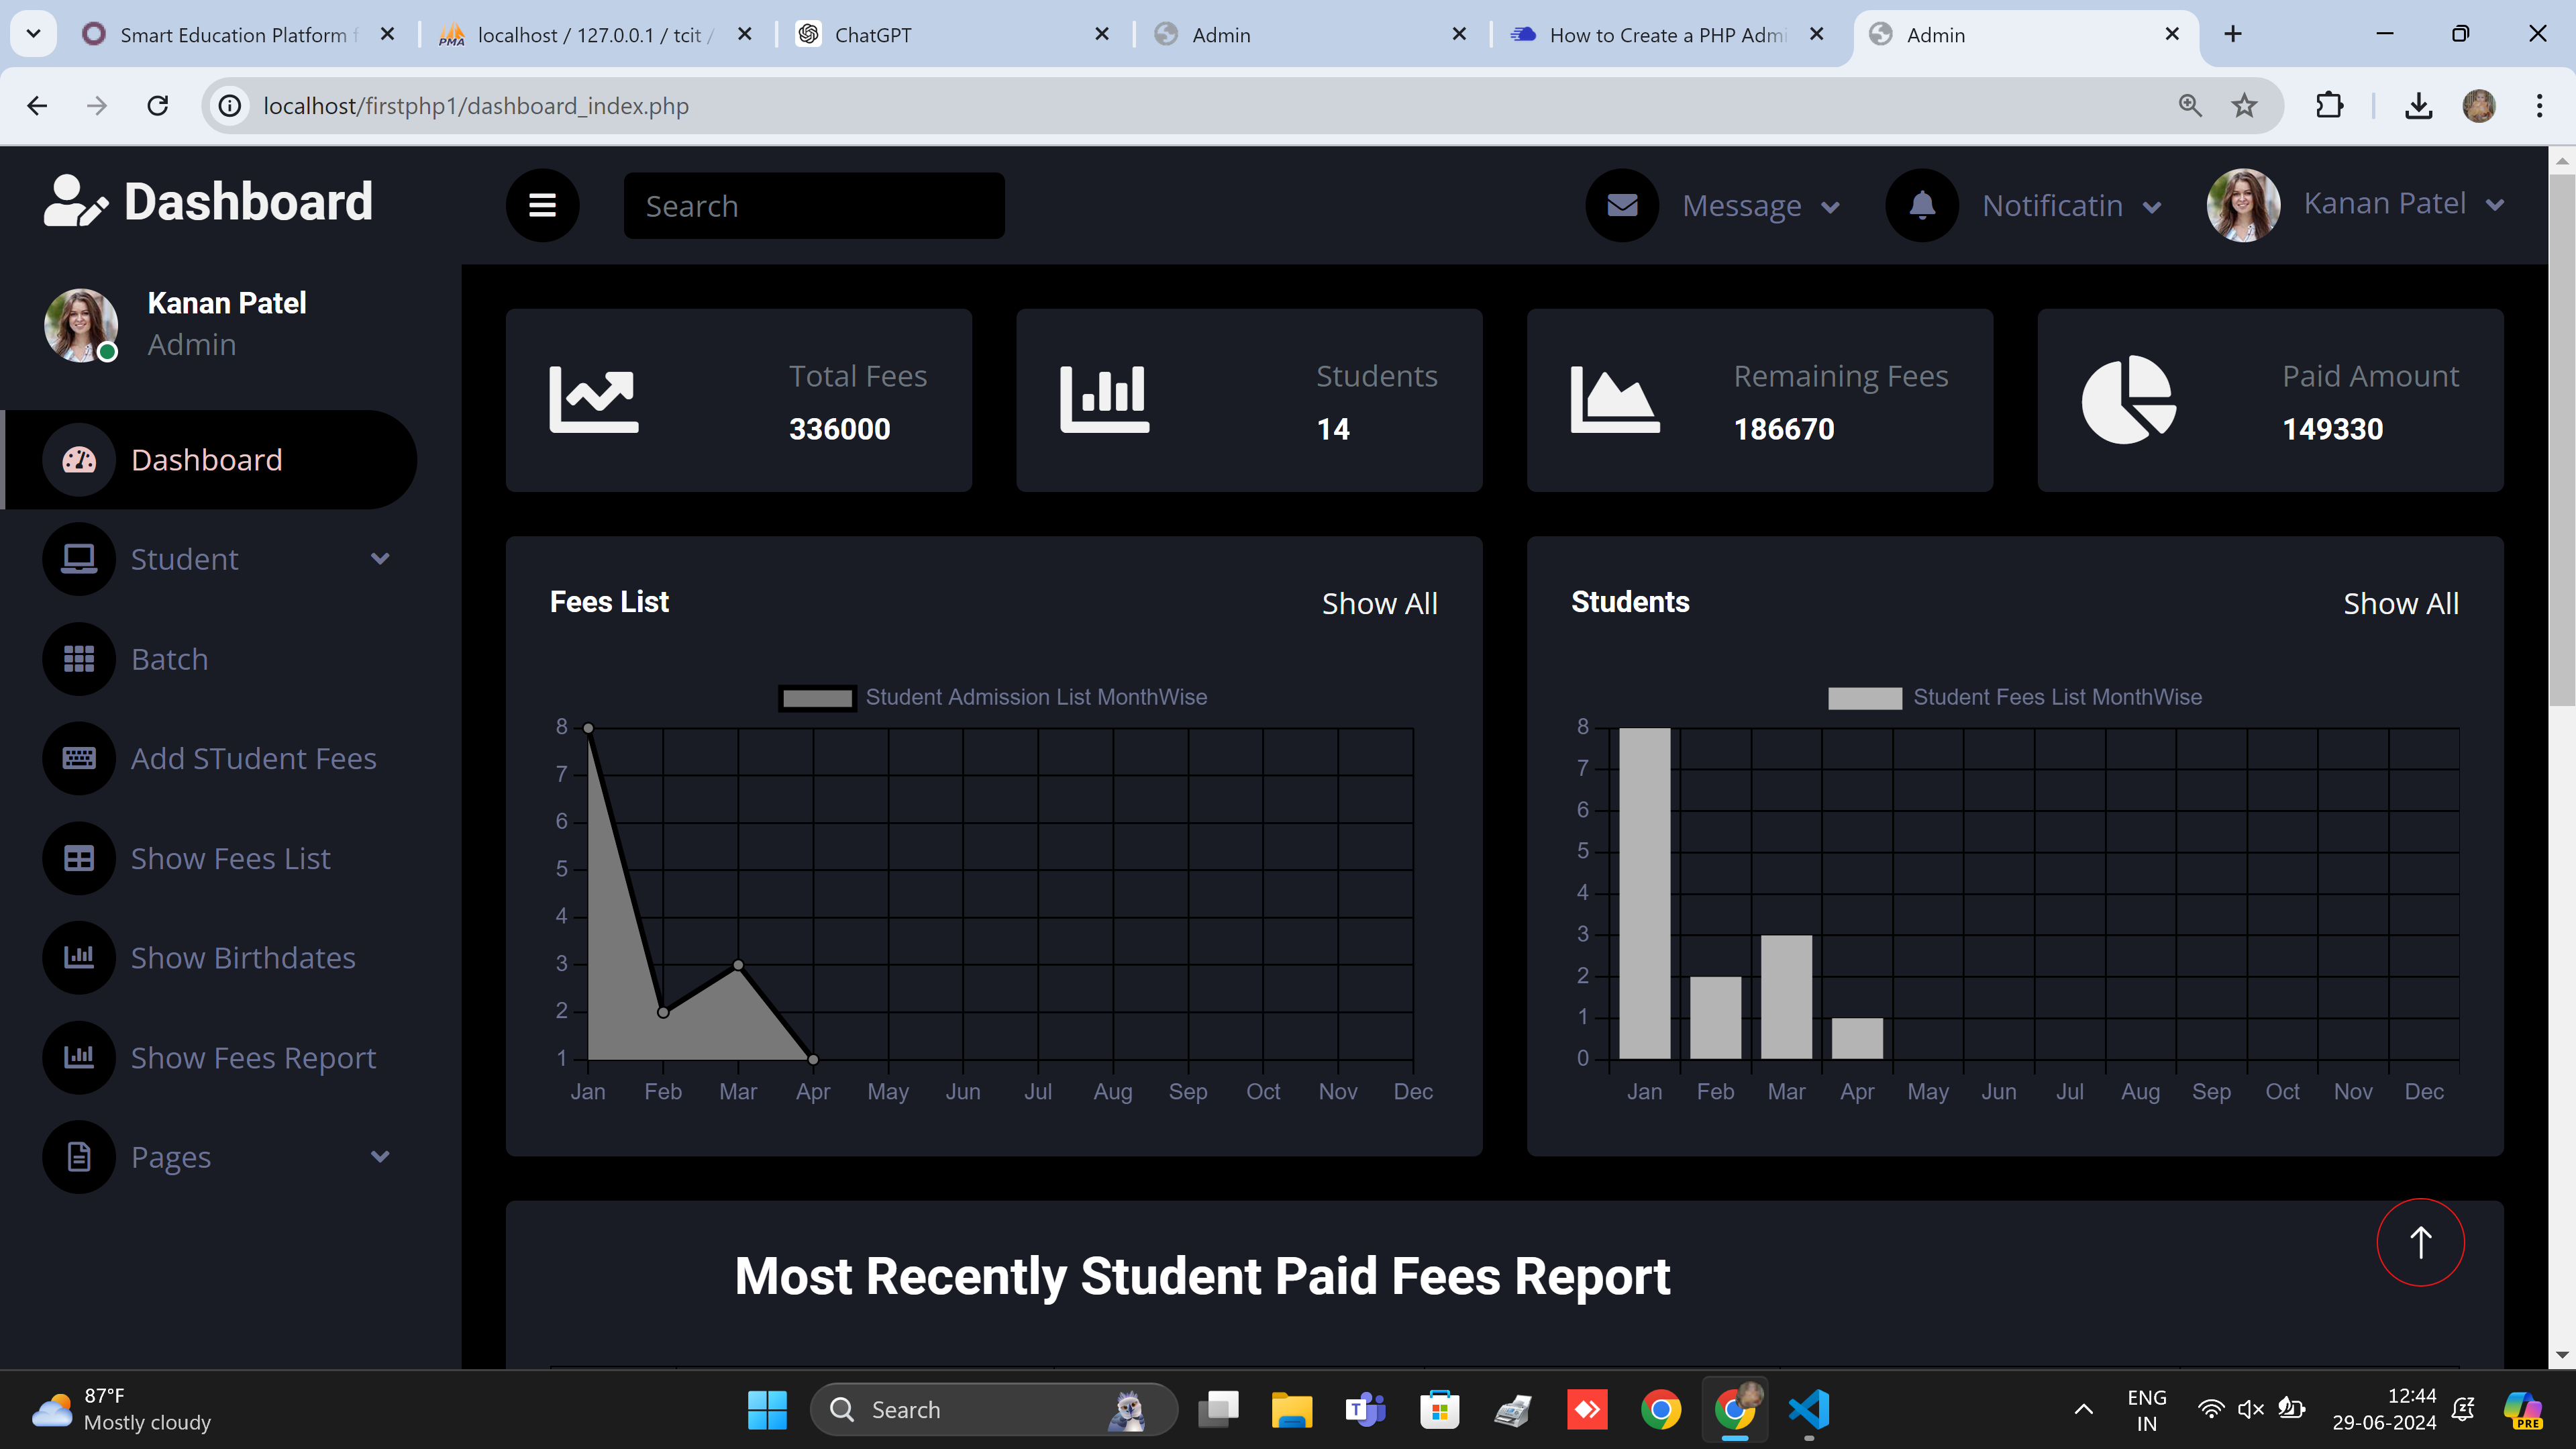 Smart Education Platform f
localhost / 127.0.0.1 / tcit /
ChatGPT
Admin
How to Create a PHP Admi
Admin
localhost/firstphp1/dashboard_index.php
Dashboard
Search
Message
Notificatin
Kanan Patel
Kanan Patel
Admin
Dashboard
Student
Batch
Add STudent Fees
Show Fees List
Show Birthdates
Show Fees Report
Pages
Total Fees
336000
Students
14
Remaining Fees
186670
Paid Amount
149330
Fees List
Show All
Student Admission List MonthWise
8
7
6
5
4
3
2
1
Jan Feb Mar Apr May Jun Jul Aug Sep Oct Nov Dec
Students
Show All
Student Fees List MonthWise
8
7
6
5
4
3
2
1
0
Jan Feb Mar Apr May Jun Jul Aug Sep Oct Nov Dec
Most Recently Student Paid Fees Report
87°F
Mostly cloudy
Search
ENG
IN
12:44
29-06-2024
PRE